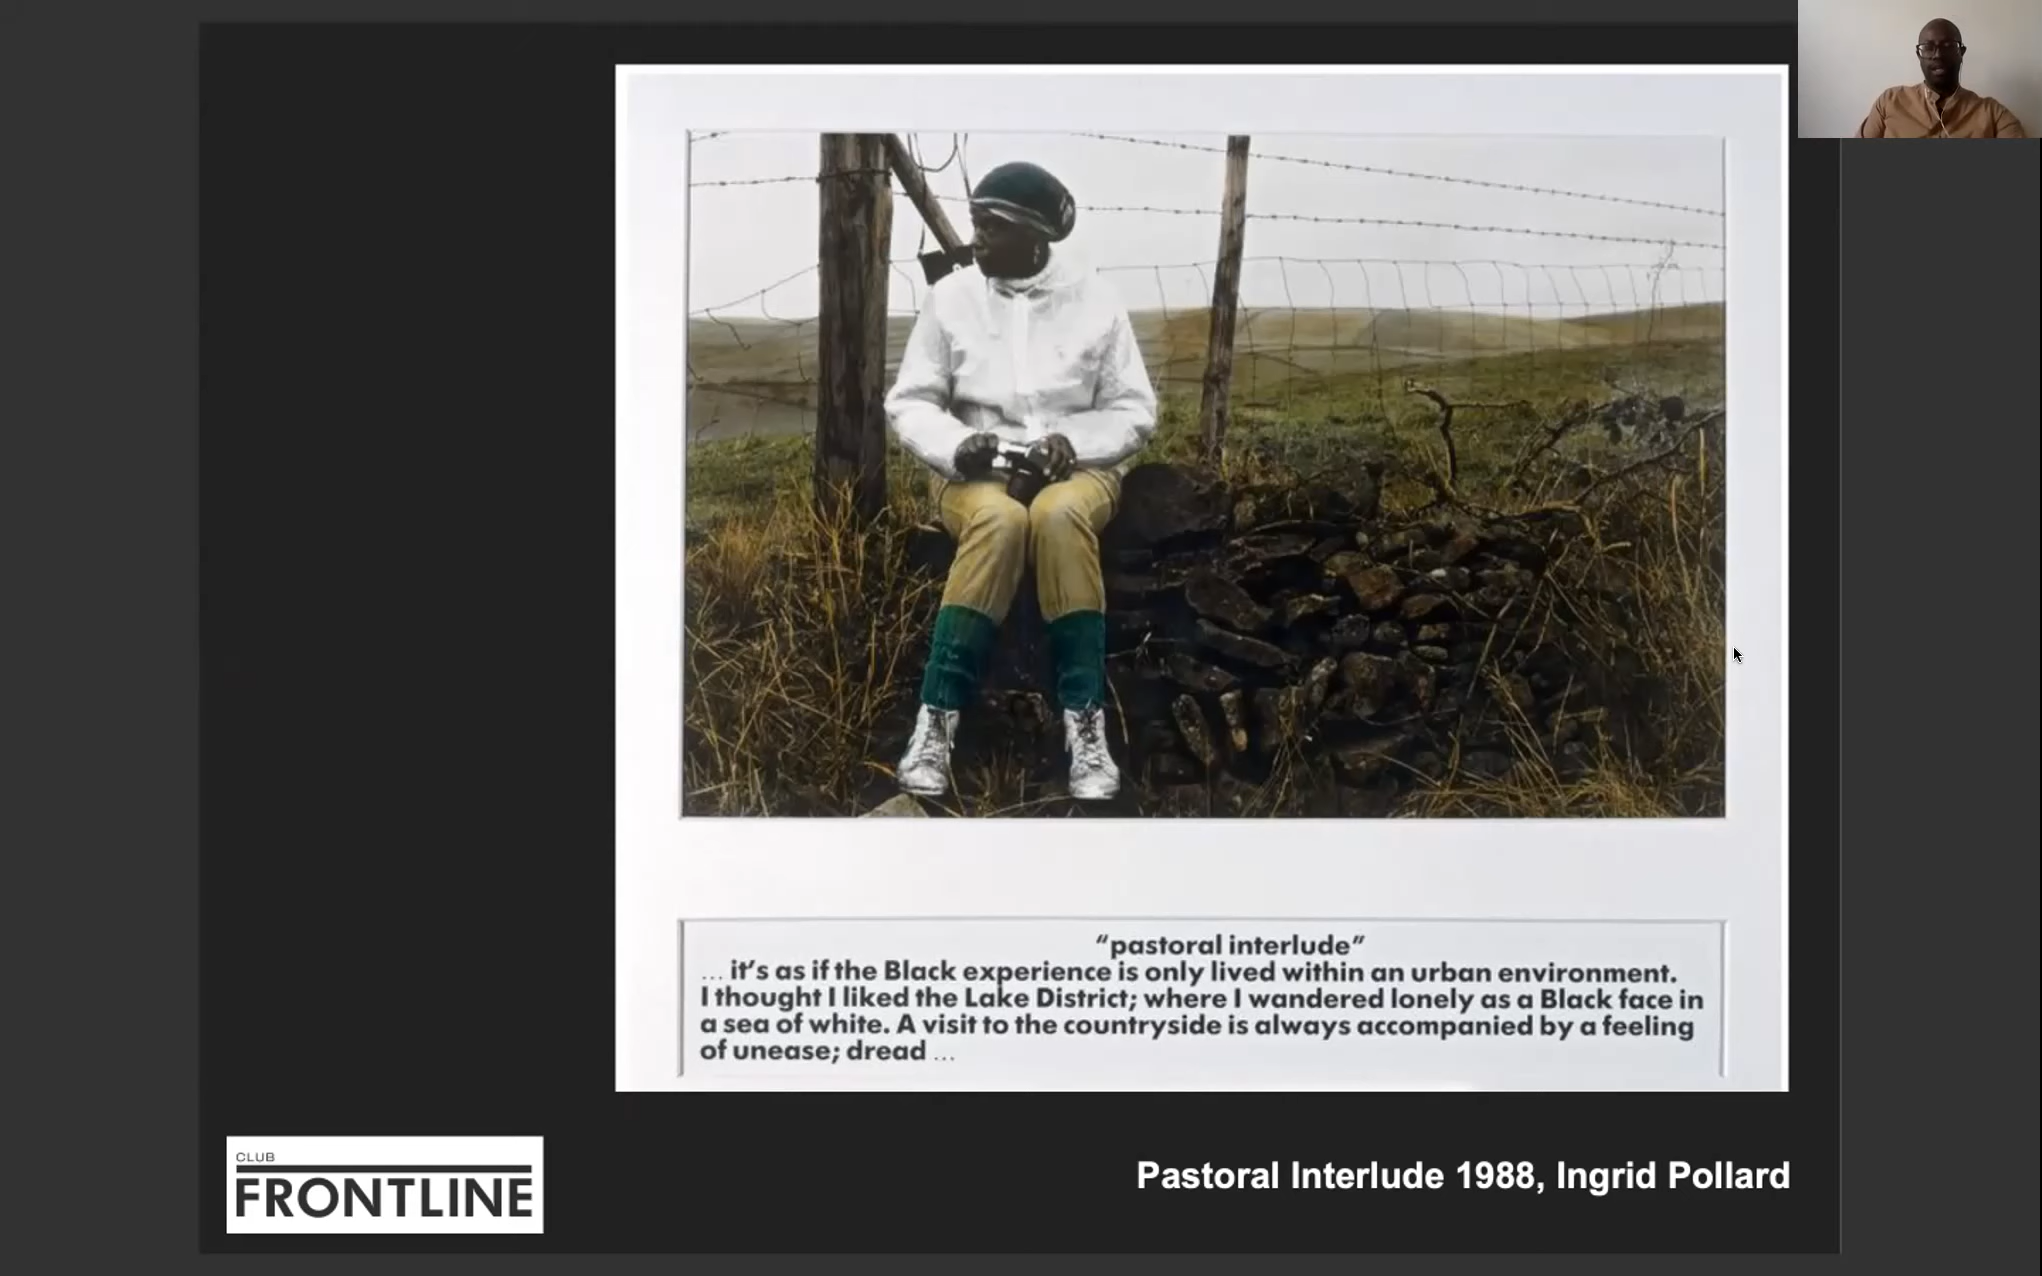 “pastoral interlude”
... it’s as if the Black experience is only lived within an urban environment.
I thought I liked the Lake District; where I wandered lonely as a Black face in
a sea of white. A visit to the countryside is always accompanied by a feeling
of unease; dread ...
CLUB
FRONTLINE
Pastoral Interlude 1988, Ingrid Pollard